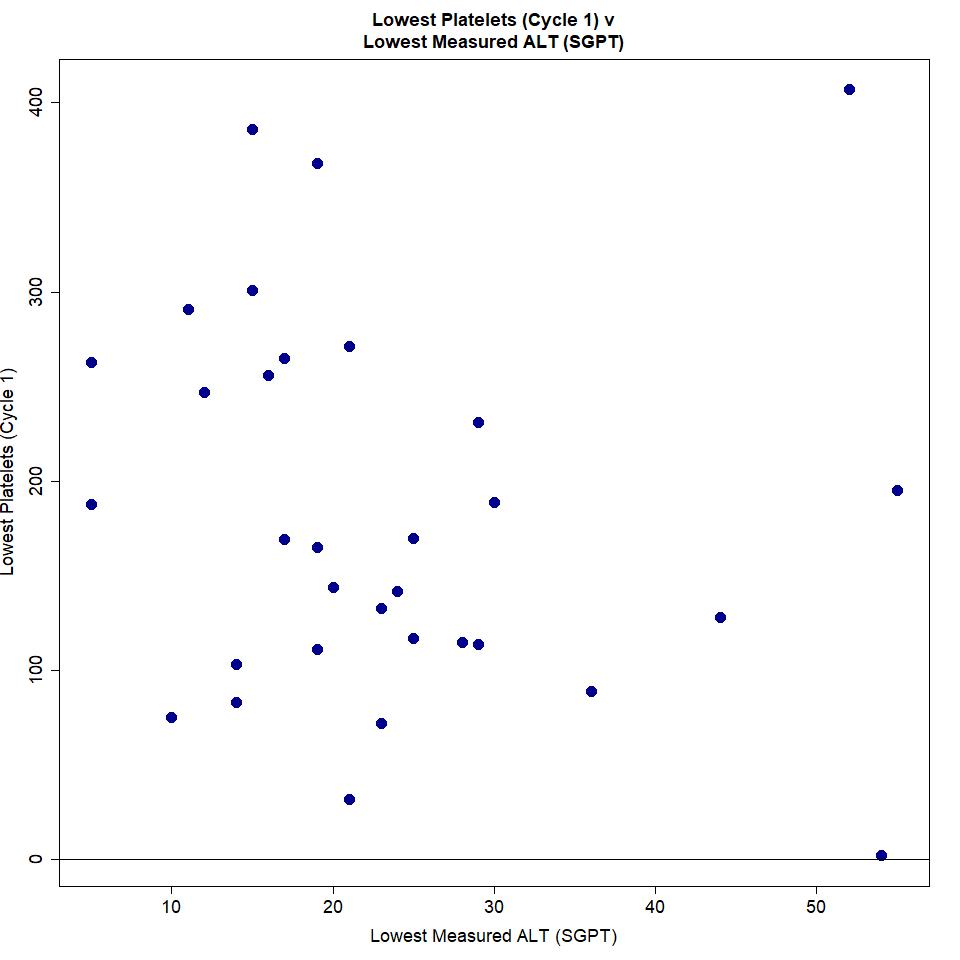 Lowest Platelets (Cycle 1) v
Lowest Measured ALT (SGPT)
Lowest Platelets (Cycle 1)
400
300
200
100
0
10 20 30 40 50
Lowest Measured ALT (SGPT)